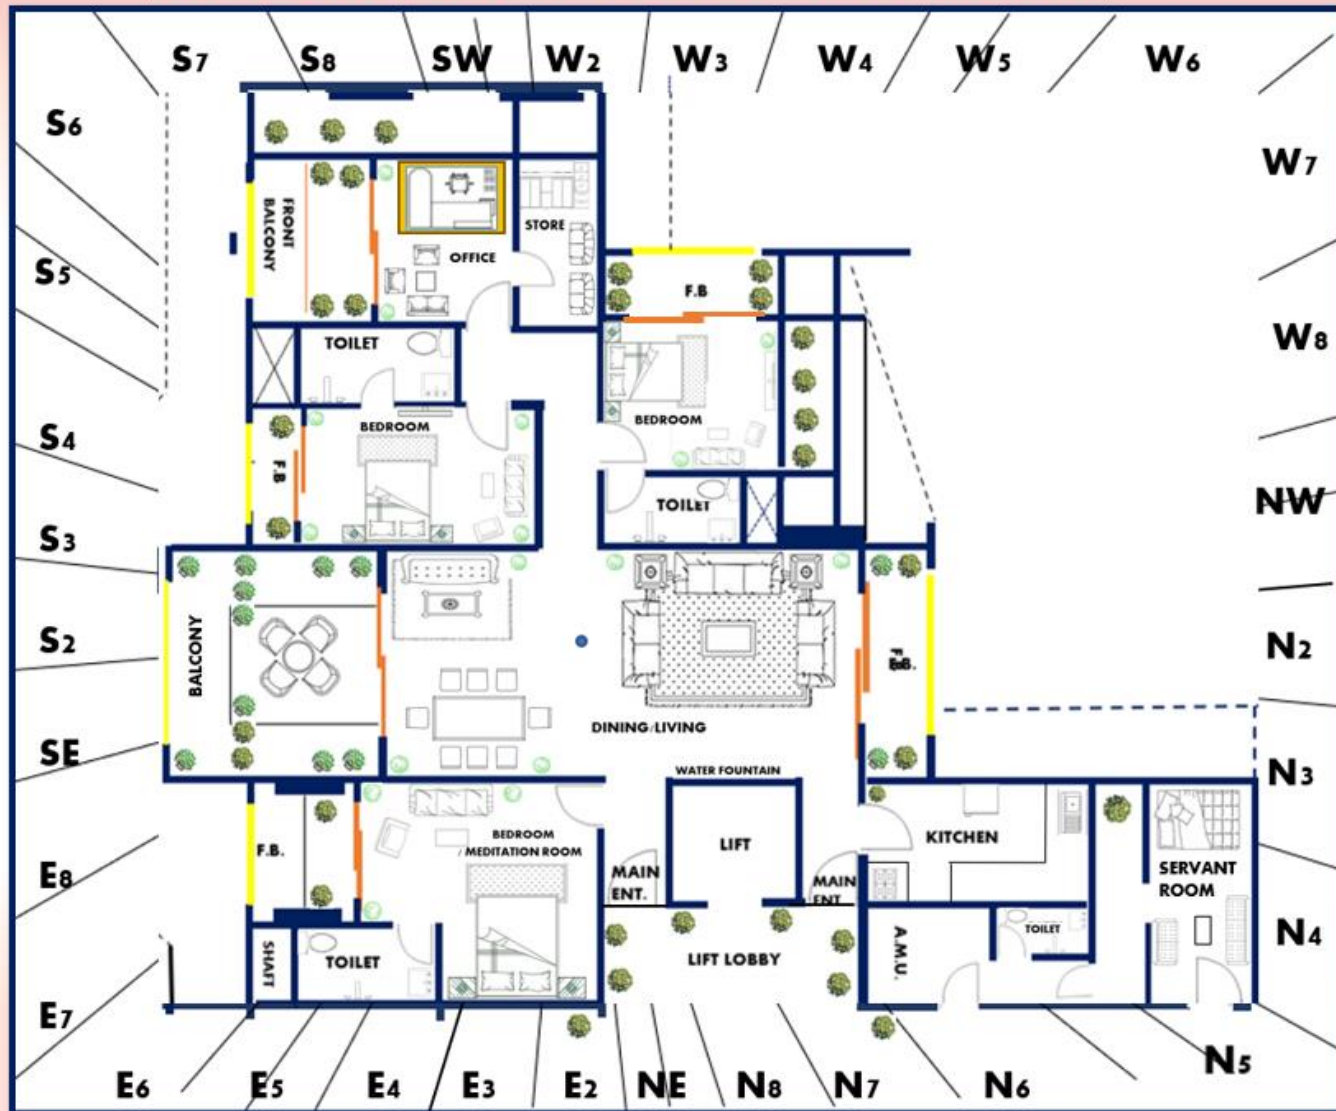 S7
S8
SW
W2
W3
W4
W5
W6
S6
W7
FRONT
BALCONY
STORE
OFFICE
S5
F.B
TOILET
W8
S4
BEDROOM
BEDROOM
F.B
TOILET
NW
S3
S2
BALCONY
N2
DINING/LIVING
SE
WATER FOUNTAIN
N3
BEDROOM
/MEDITATION ROOM
F.B.
LIFT
KITCHEN
E8
MAIN
ENT.
MAIN
ENT
SERVANT
ROOM
A.M.U.
TOILET
N4
SHAFT
TOILET
LIFT LOBBY
E7
E6
E5
E4
E3
E2
NE
N8
N7
N6
N5